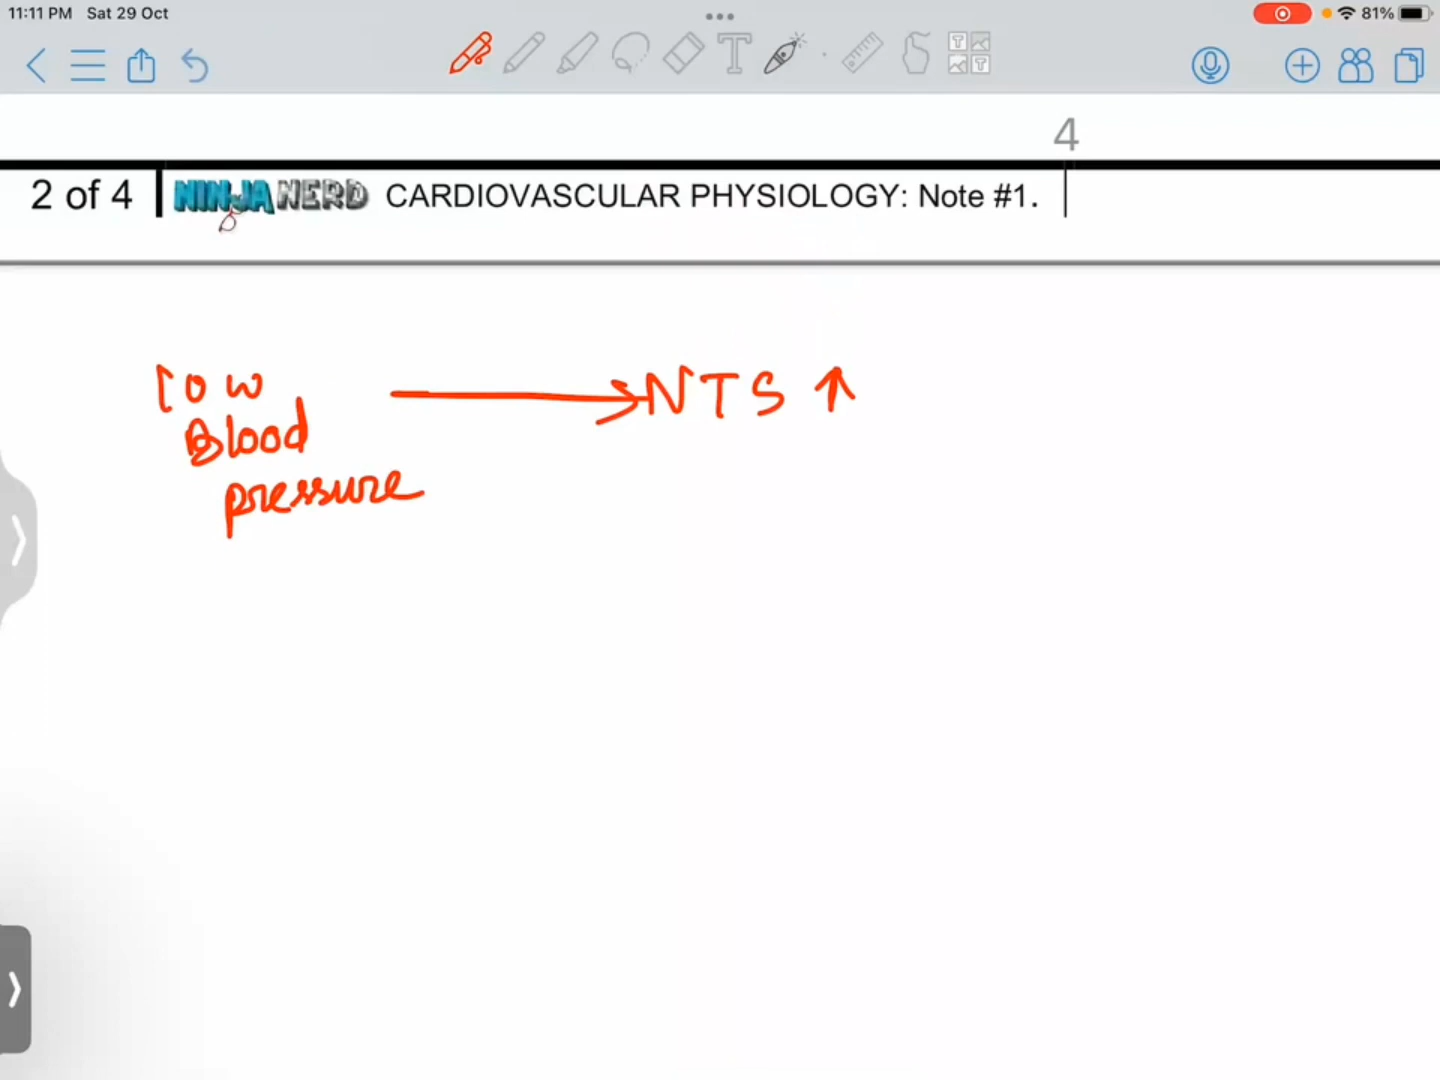 11:11 PM Sat 29 Oct
81%
4
2 of 4 NINJA NERD CARDIOVASCULAR PHYSIOLOGY: Note #1.
low → NTS ↑
Blood
pressure